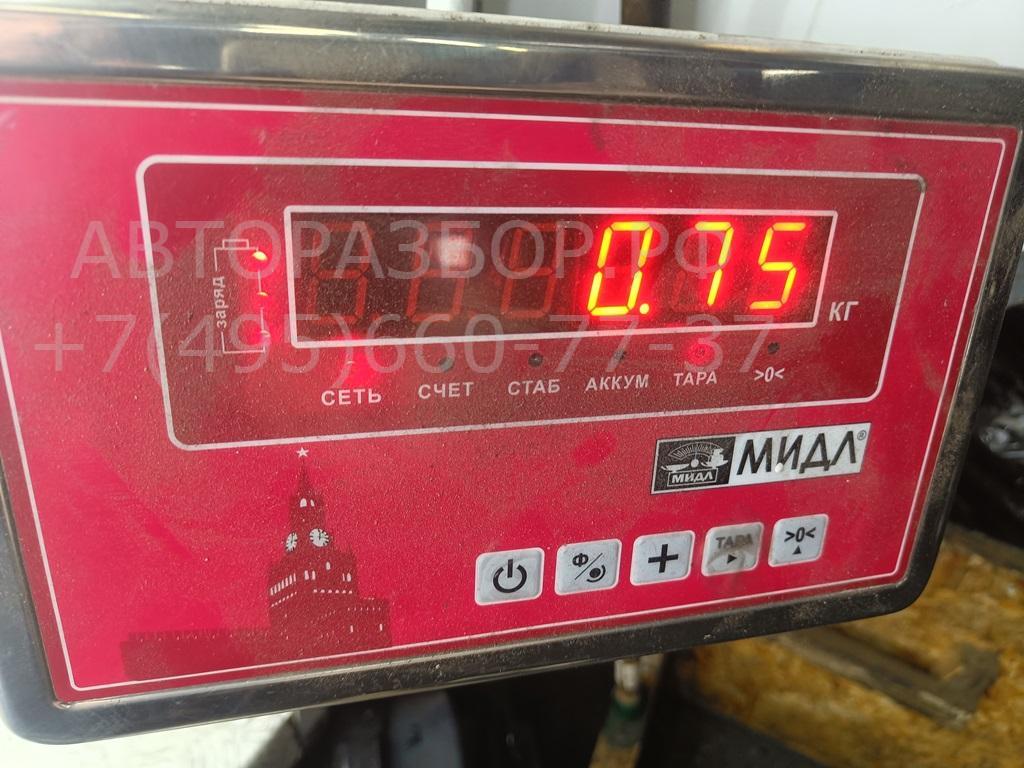 АВТОРАЗБОР.РФ
+7(495)660-77-37
заряд
0.75
КГ
СЕТЬ СЧЕТ СТАБ АККУМ ТАРА >0<
МИДЛ МИДЛ®
Ф ТАРА >0<